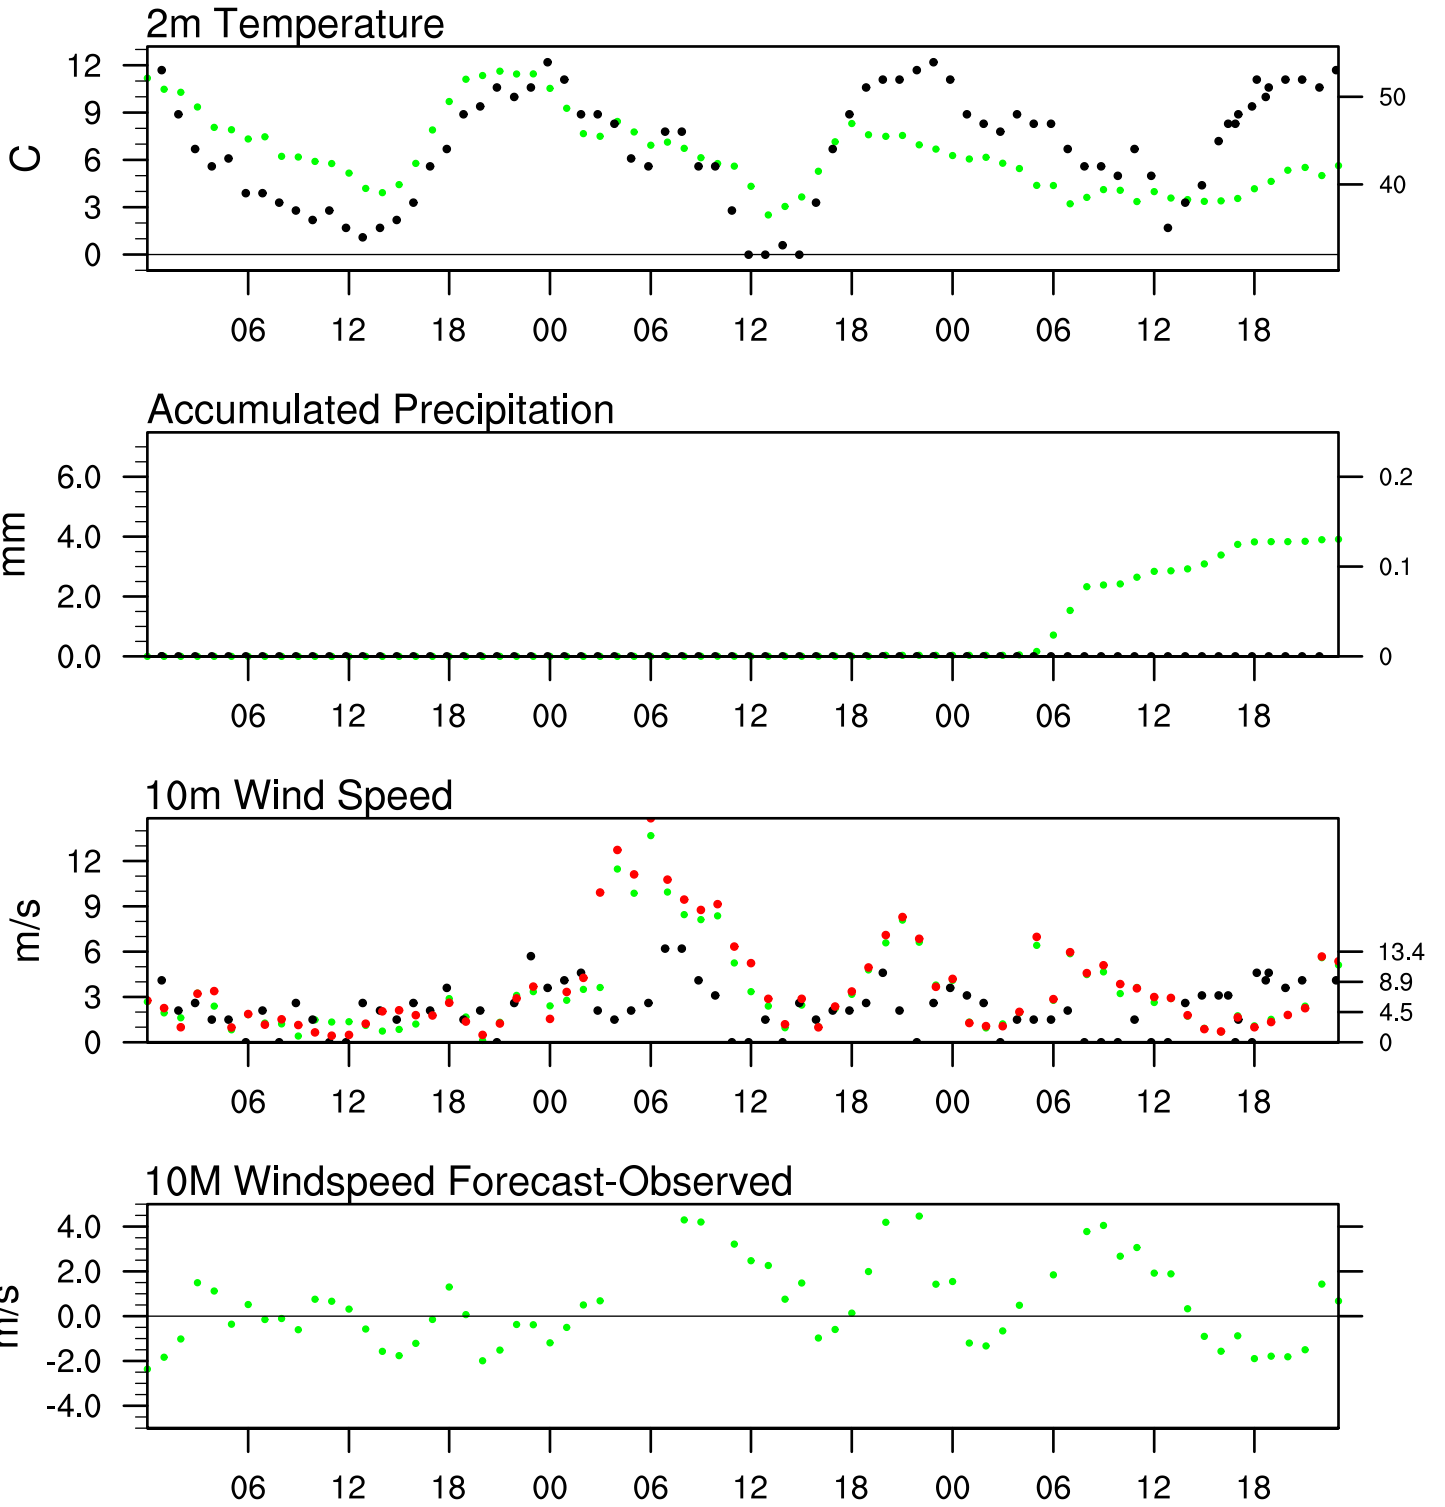 2m Temperature
12
9
6
3
0
C
50
40
06 12 18 00 06 12 18 00 06 12 18
Accumulated Precipitation
6.0
4.0
2.0
0.0
mm
0.2
0.1
0
06 12 18 00 06 12 18 00 06 12 18
10m Wind Speed
12
9
6
3
0
m/s
13.4
8.9
4.5
0
06 12 18 00 06 12 18 00 06 12 18
10M Windspeed Forecast-Observed
4.0
2.0
0.0
-2.0
-4.0
m/s
06 12 18 00 06 12 18 00 06 12 18